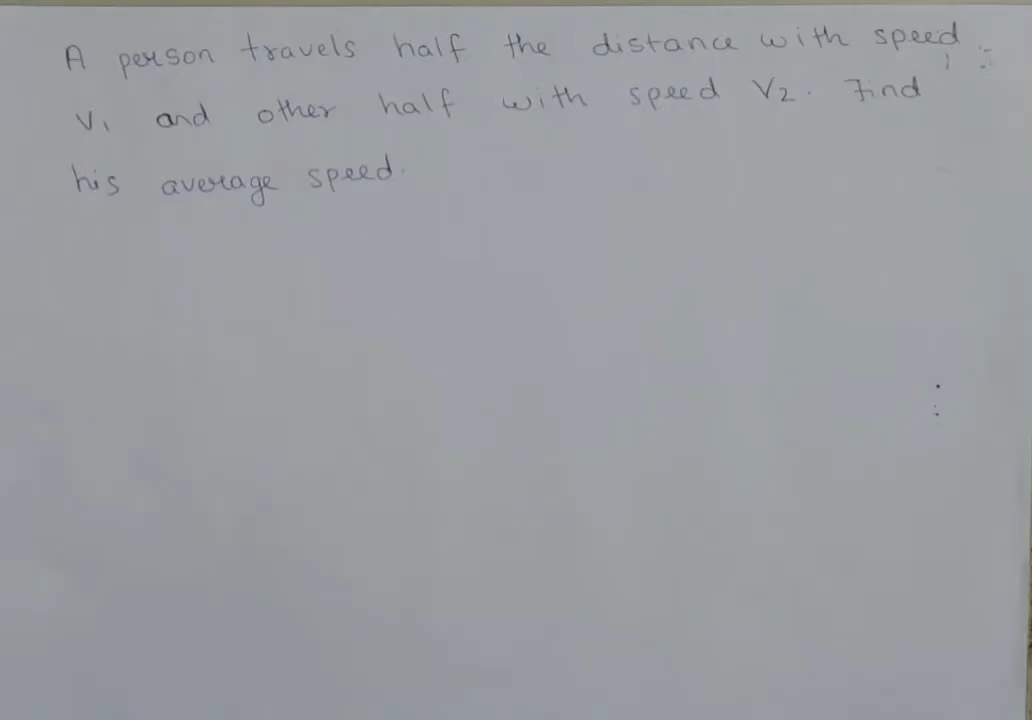 A person travels half the distance with speed
V1 and other half with speed V2. Find
his average speed.